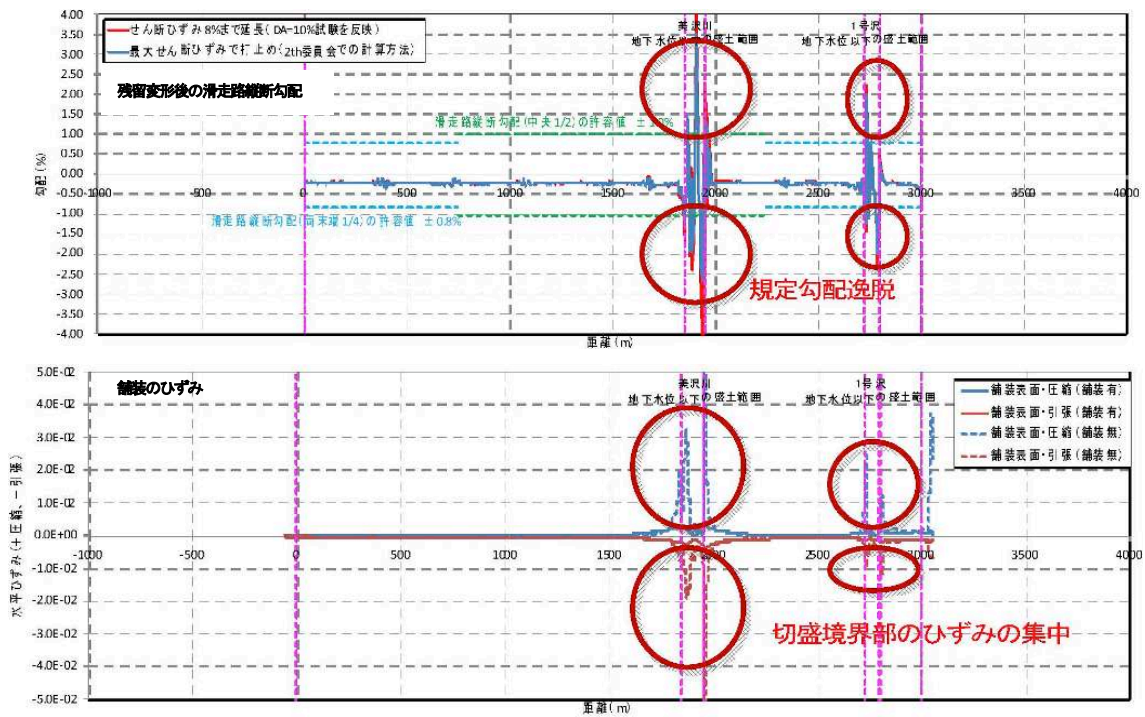 せん断ひずみ8%まで延長(DA=10%試験を反映)
最大せん断ひずみで打止め(2th委員会での計算方法)
残留変形後の滑走路縦断勾配
美沢川
地下水位以下の盛土範囲
1号沢
地下水位以下の盛土範囲
滑走路縦断勾配(中央1/2)の許容値 ±1.0%
滑走路縦断勾配(両末端1/4)の許容値 ±0.8%
規定勾配逸脱
勾配(%)
4.00
3.50
3.00
2.50
2.00
1.50
1.00
0.50
0.00
-0.50
-1.00
-1.50
-2.00
-2.50
-3.00
-3.50
-4.00
-1000 -500 0 500 1000 1500 2000 2500 3000 3500 4000
距離(m)
舗装のひずみ
美沢川
地下水位以下の盛土範囲
1号沢
地下水位以下の盛土範囲
舗装表面・圧縮(舗装有)
舗装表面・引張(舗装有)
舗装表面・圧縮(舗装無)
舗装表面・引張(舗装無)
切盛境界部のひずみの集中
水平ひずみ(+圧縮、-引張)
5.0E-02
4.0E-02
3.0E-02
2.0E-02
1.0E-02
0.0E+00
-1.0E-02
-2.0E-02
-3.0E-02
-4.0E-02
-5.0E-02
-1000 -500 0 500 1000 1500 2000 2500 3000 3500 4000
距離(m)